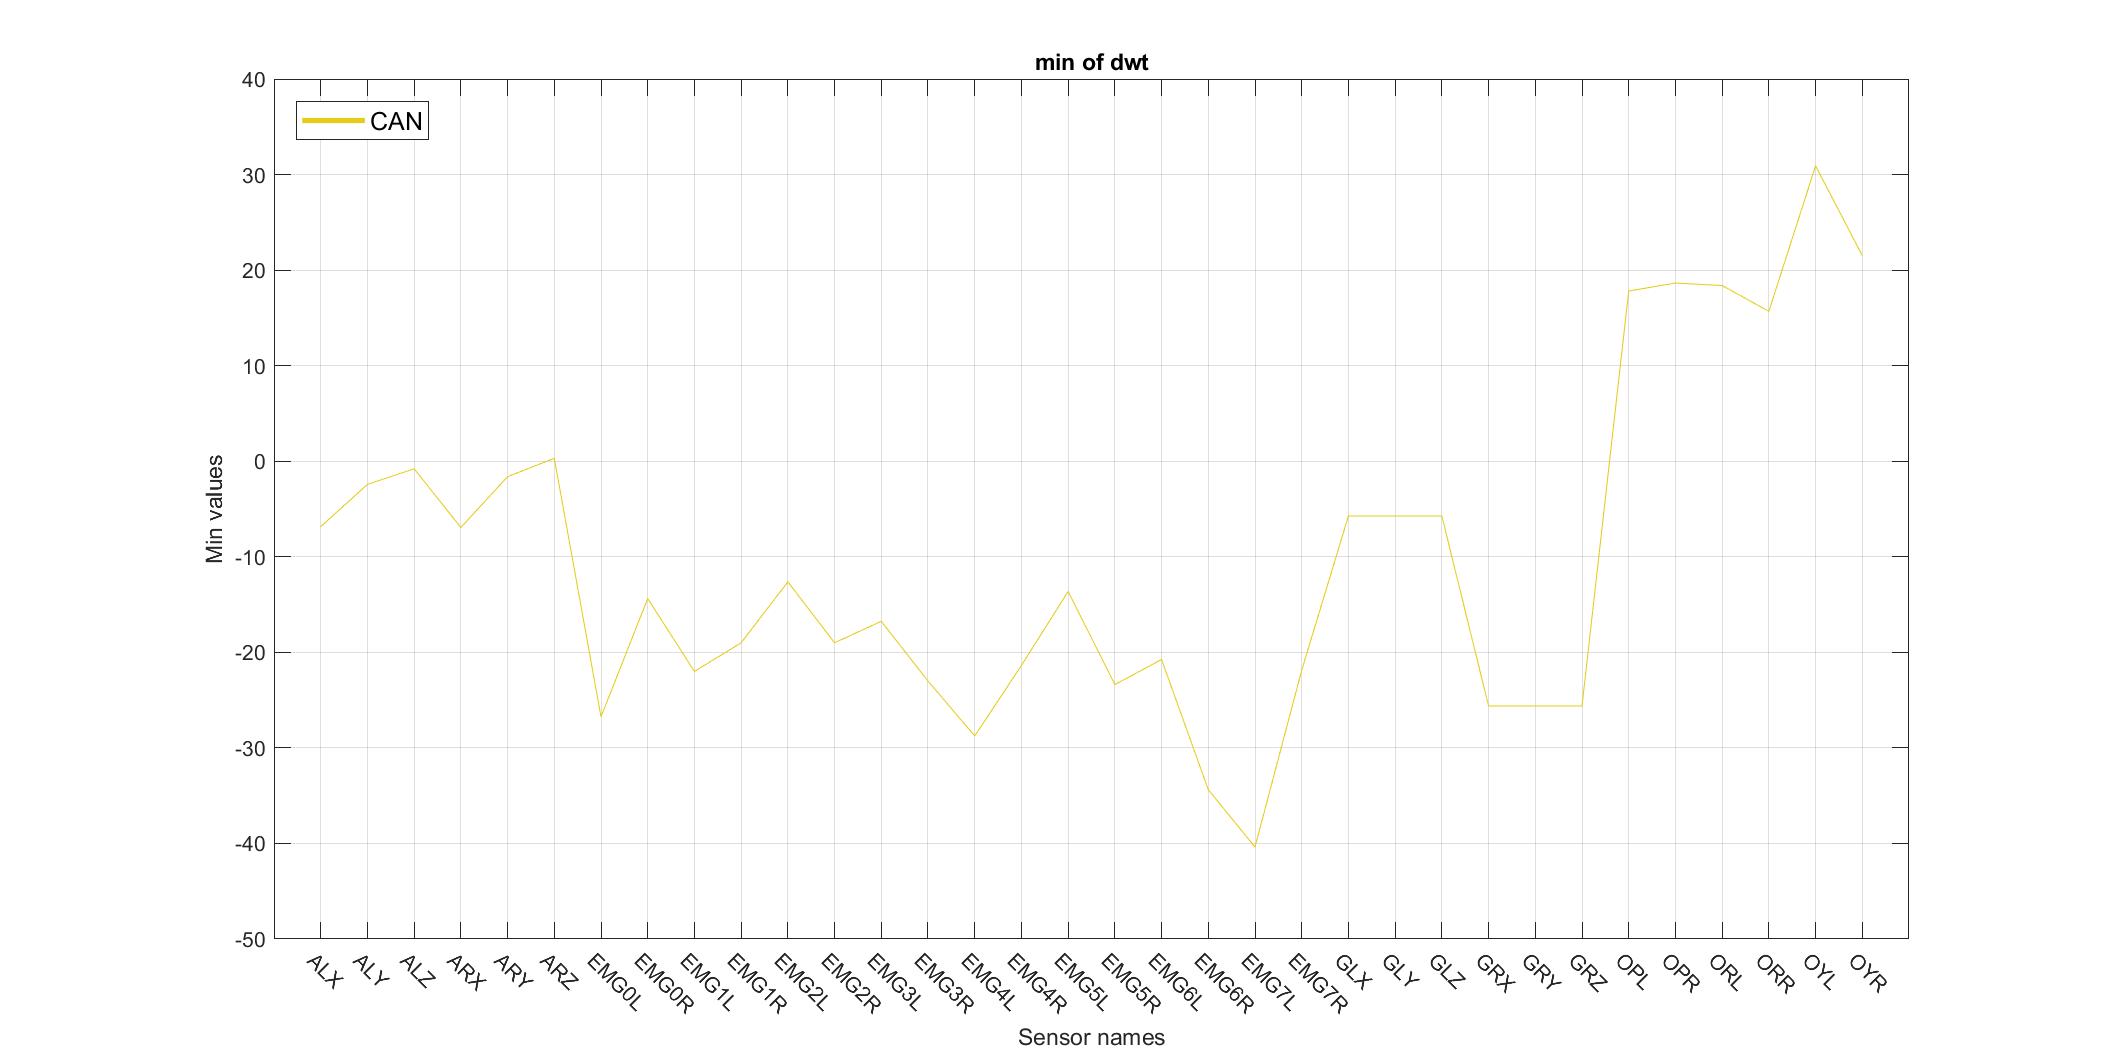 min of dwt
CAN
40
30
20
10
0
-10
-20
-30
-40
-50
Min values
ALX
ALY
ALZ
ARX
ARY
ARZ
EMG0L
EMG0R
EMG1L
EMG1R
EMG2L
EMG2R
EMG3L
EMG3R
EMG4L
EMG4R
EMG5L
EMG5R
EMG6L
EMG6R
EMG7L
EMG7R
GLX
GLY
GLZ
GRX
GRY
GRZ
OPL
OPR
ORL
ORR
OYL
OYR
Sensor names